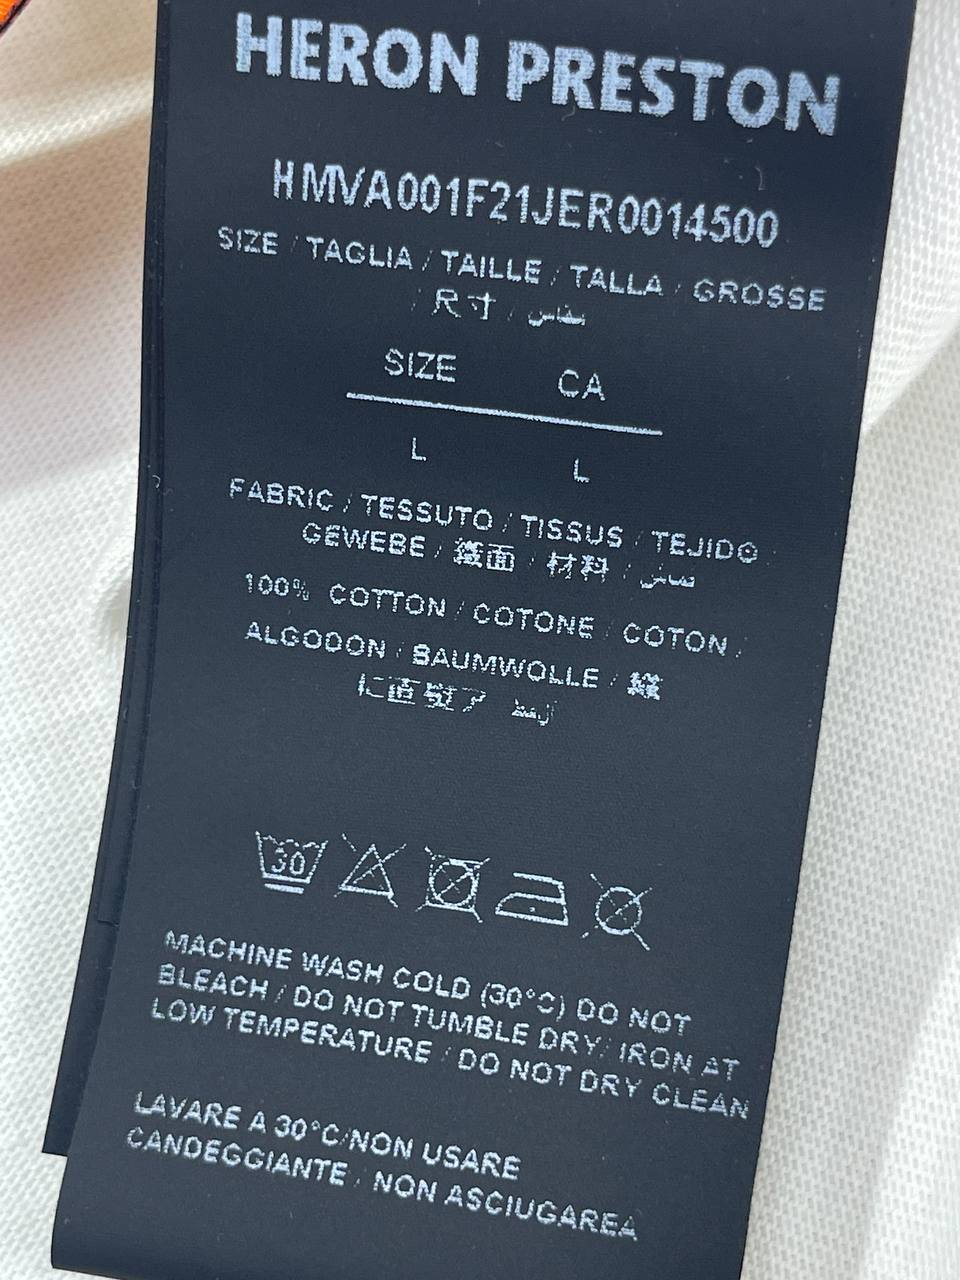 HERON PRESTON
HMVA001F21JER0014500
SIZE / TAGLIA / TAILLE / TALLA / GROSSE
/ 尺寸 /
SIZE CA
L L
FABRIC / TESSUTO / TISSUS / TEJIDO
GEWEBE / 面 / 材料 /
100% COTTON / COTONE / COTON /
ALGODON / BAUMWOLLE /
30
MACHINE WASH COLD (30°C) DO NOT
BLEACH / DO NOT TUMBLE DRY/ IRON AT
LOW TEMPERATURE / DO NOT DRY CLEAN
LAVARE A 30°C/NON USARE
CANDEGGIANTE / NON ASCIUGAREA